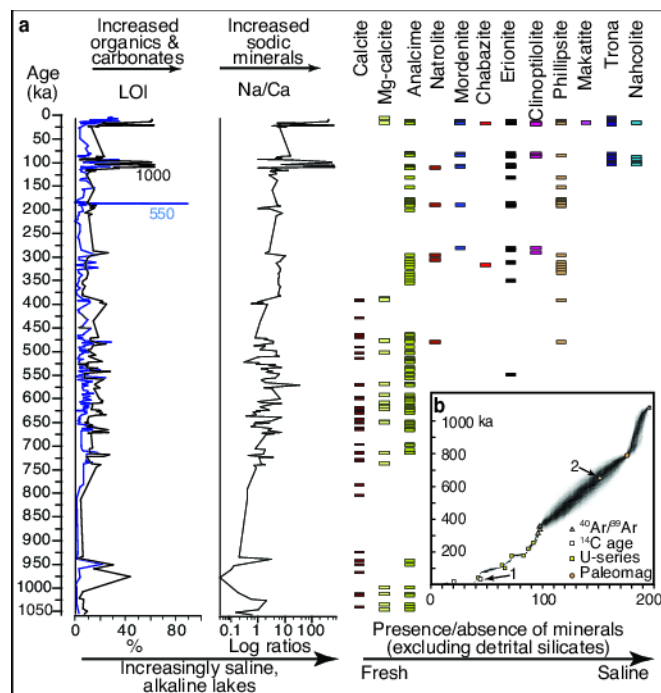 a
Increased
organics &
carbonates
Increased
sodic
minerals
Age
(ka)
LOI
Na/Ca
Calcite
Mg-calcite
Analcime
Natrolite
Mordenite
Chabazite
Erionite
Clinoptilolite
Phillipsite
Makatite
Trona
Nahcolite
0
50
100
150
200
250
300
350
400
450
500
550
600
650
700
750
800
850
900
950
1000
1050
1000
550
b
1000 ka
800
600
400
200
0
2
1
40Ar/39Ar
14C age
U-series
Paleomag
0 100 200
0 40 80
%
0.1 1 10 100
Log ratios
Increasingly saline,
alkaline lakes
Presence/absence of minerals
(excluding detrital silicates)
Fresh Saline